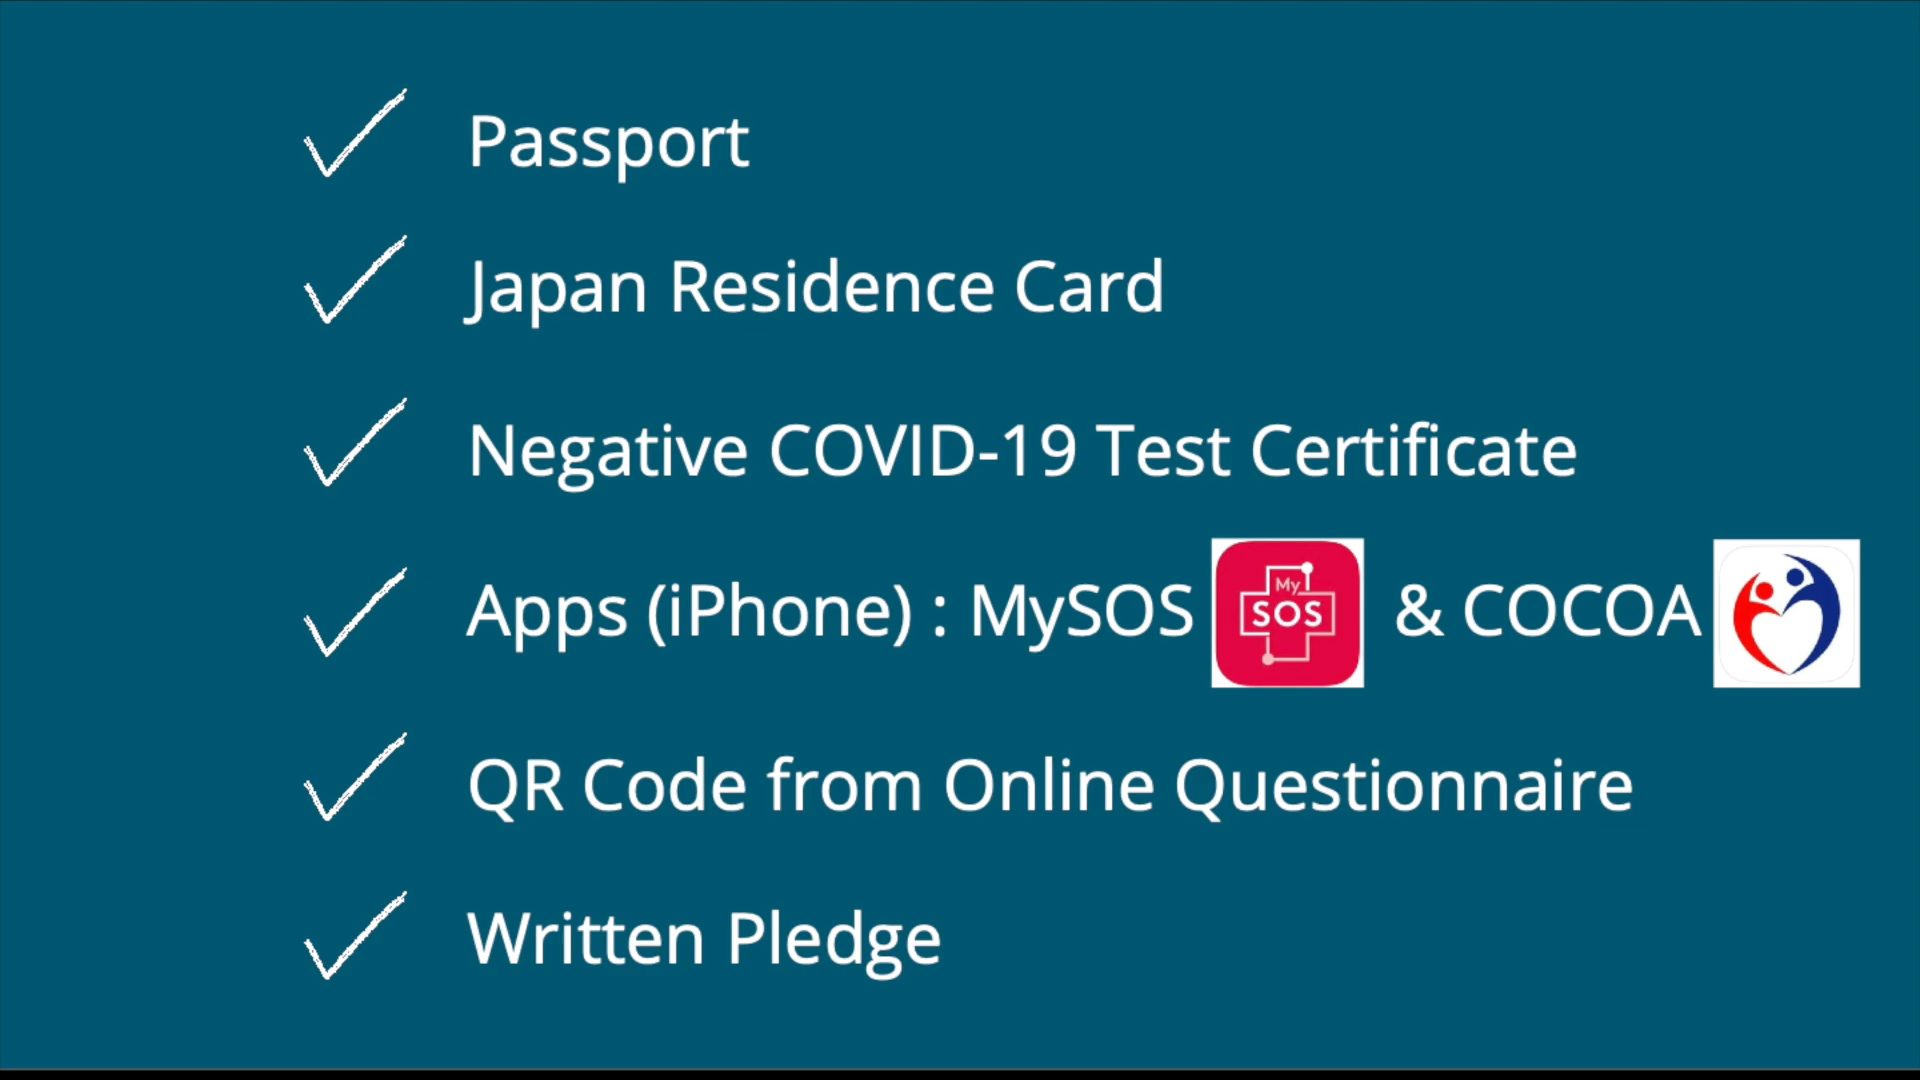 Passport
Japan Residence Card
Negative COVID-19 Test Certificate
Apps (iPhone) : MySOS My SOS & COCOA
QR Code from Online Questionnaire
Written Pledge